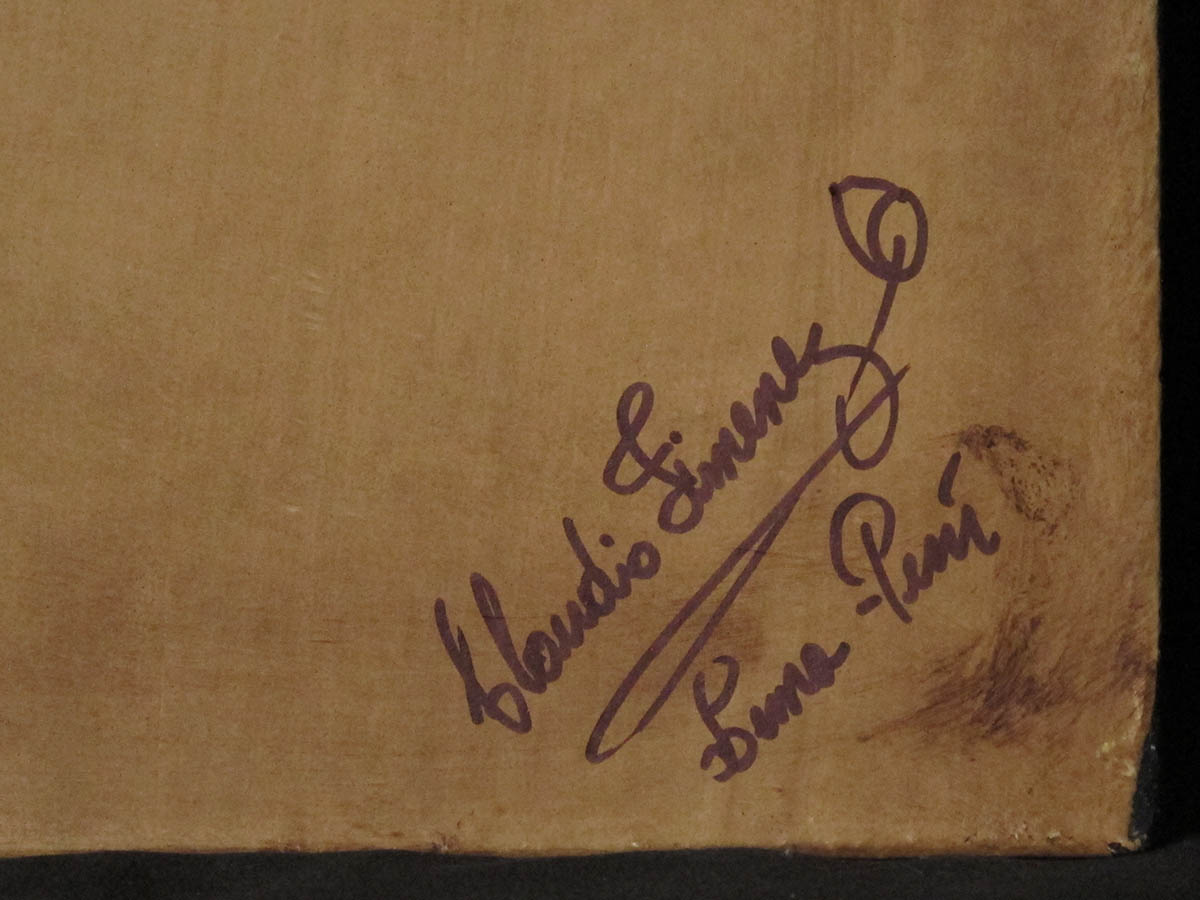 Claudio Jimenez
Lima - Perú